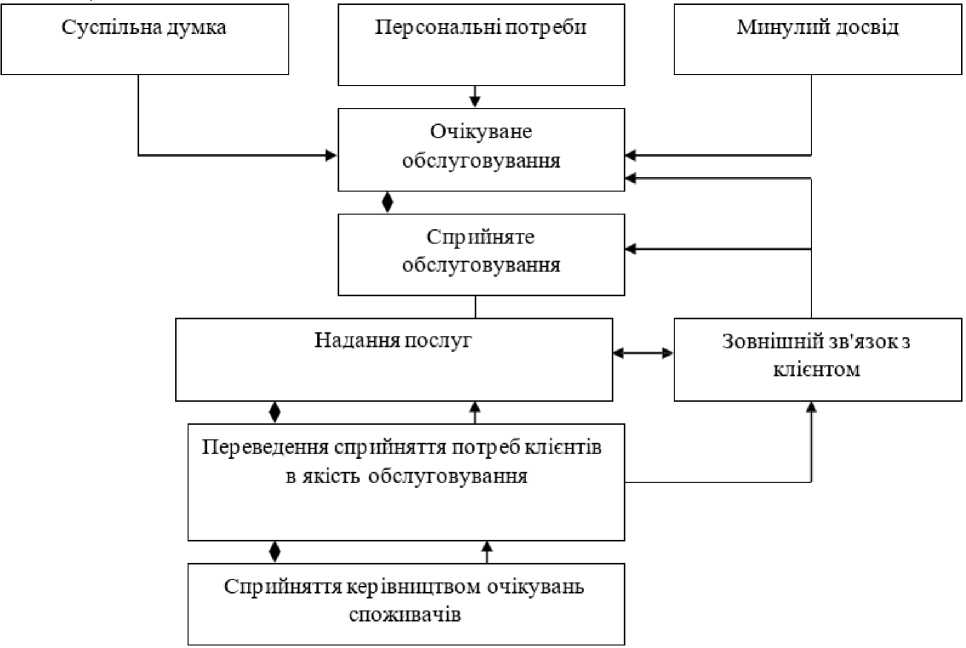 Суспільна думка
Персональні потреби
Минулий досвід
Очікуване
обслуговування
Сприйняте
обслуговування
Надання послуг
Зовнішній зв'язок з
клієнтом
Переведення сприйняття потреб клієнтів
в якість обслуговування
Сприйняття керівництвом очікувань
споживачів